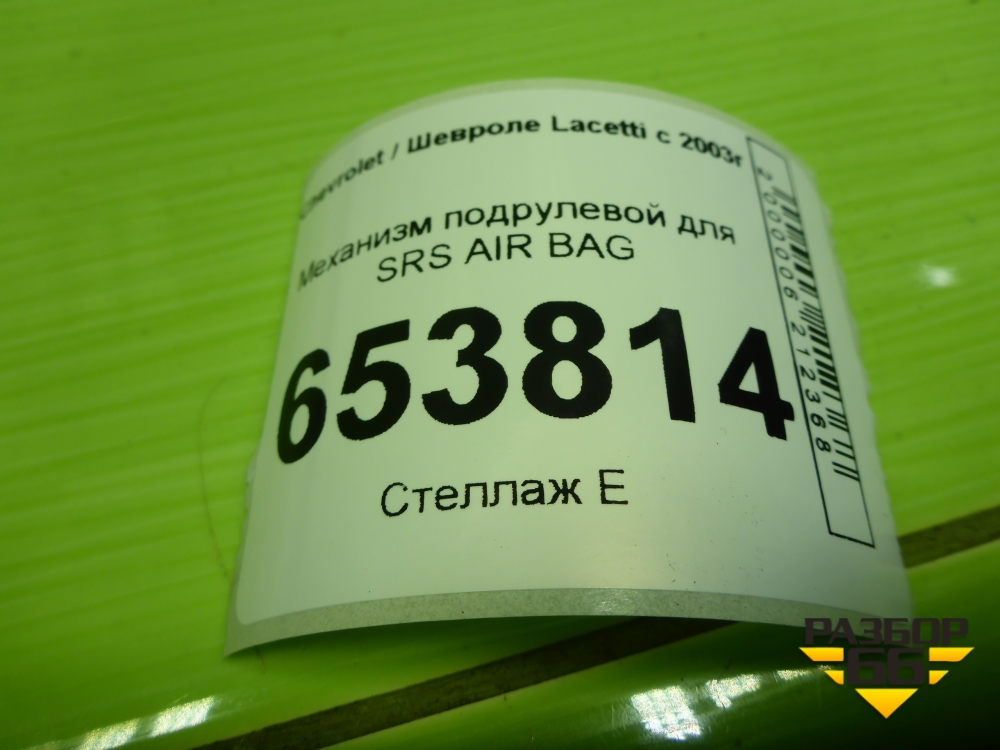 Chevrolet / Шевроле Lacetti с 2003г
Механизм подрулевой для
SRS AIR BAG
653814
Стеллаж Е
2000006212368
РАЗБОР
66